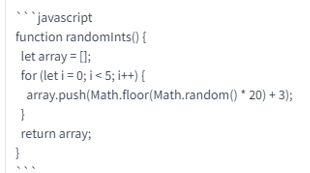 ```javascript
function randomInts() {
let array = [];
for (let i = 0; i < 5; i++) {
array.push(Math.floor(Math.random() * 20) + 3);
}
return array;
}
```